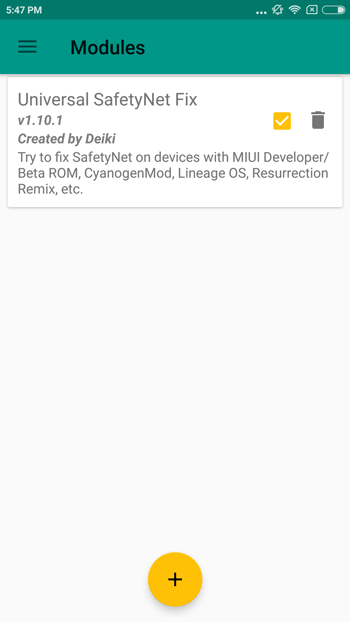 5:47 PM
Modules
Universal SafetyNet Fix
v1.10.1
Created by Deiki
Try to fix SafetyNet on devices with MIUI Developer/
Beta ROM, CyanogenMod, Lineage OS, Resurrection
Remix, etc.